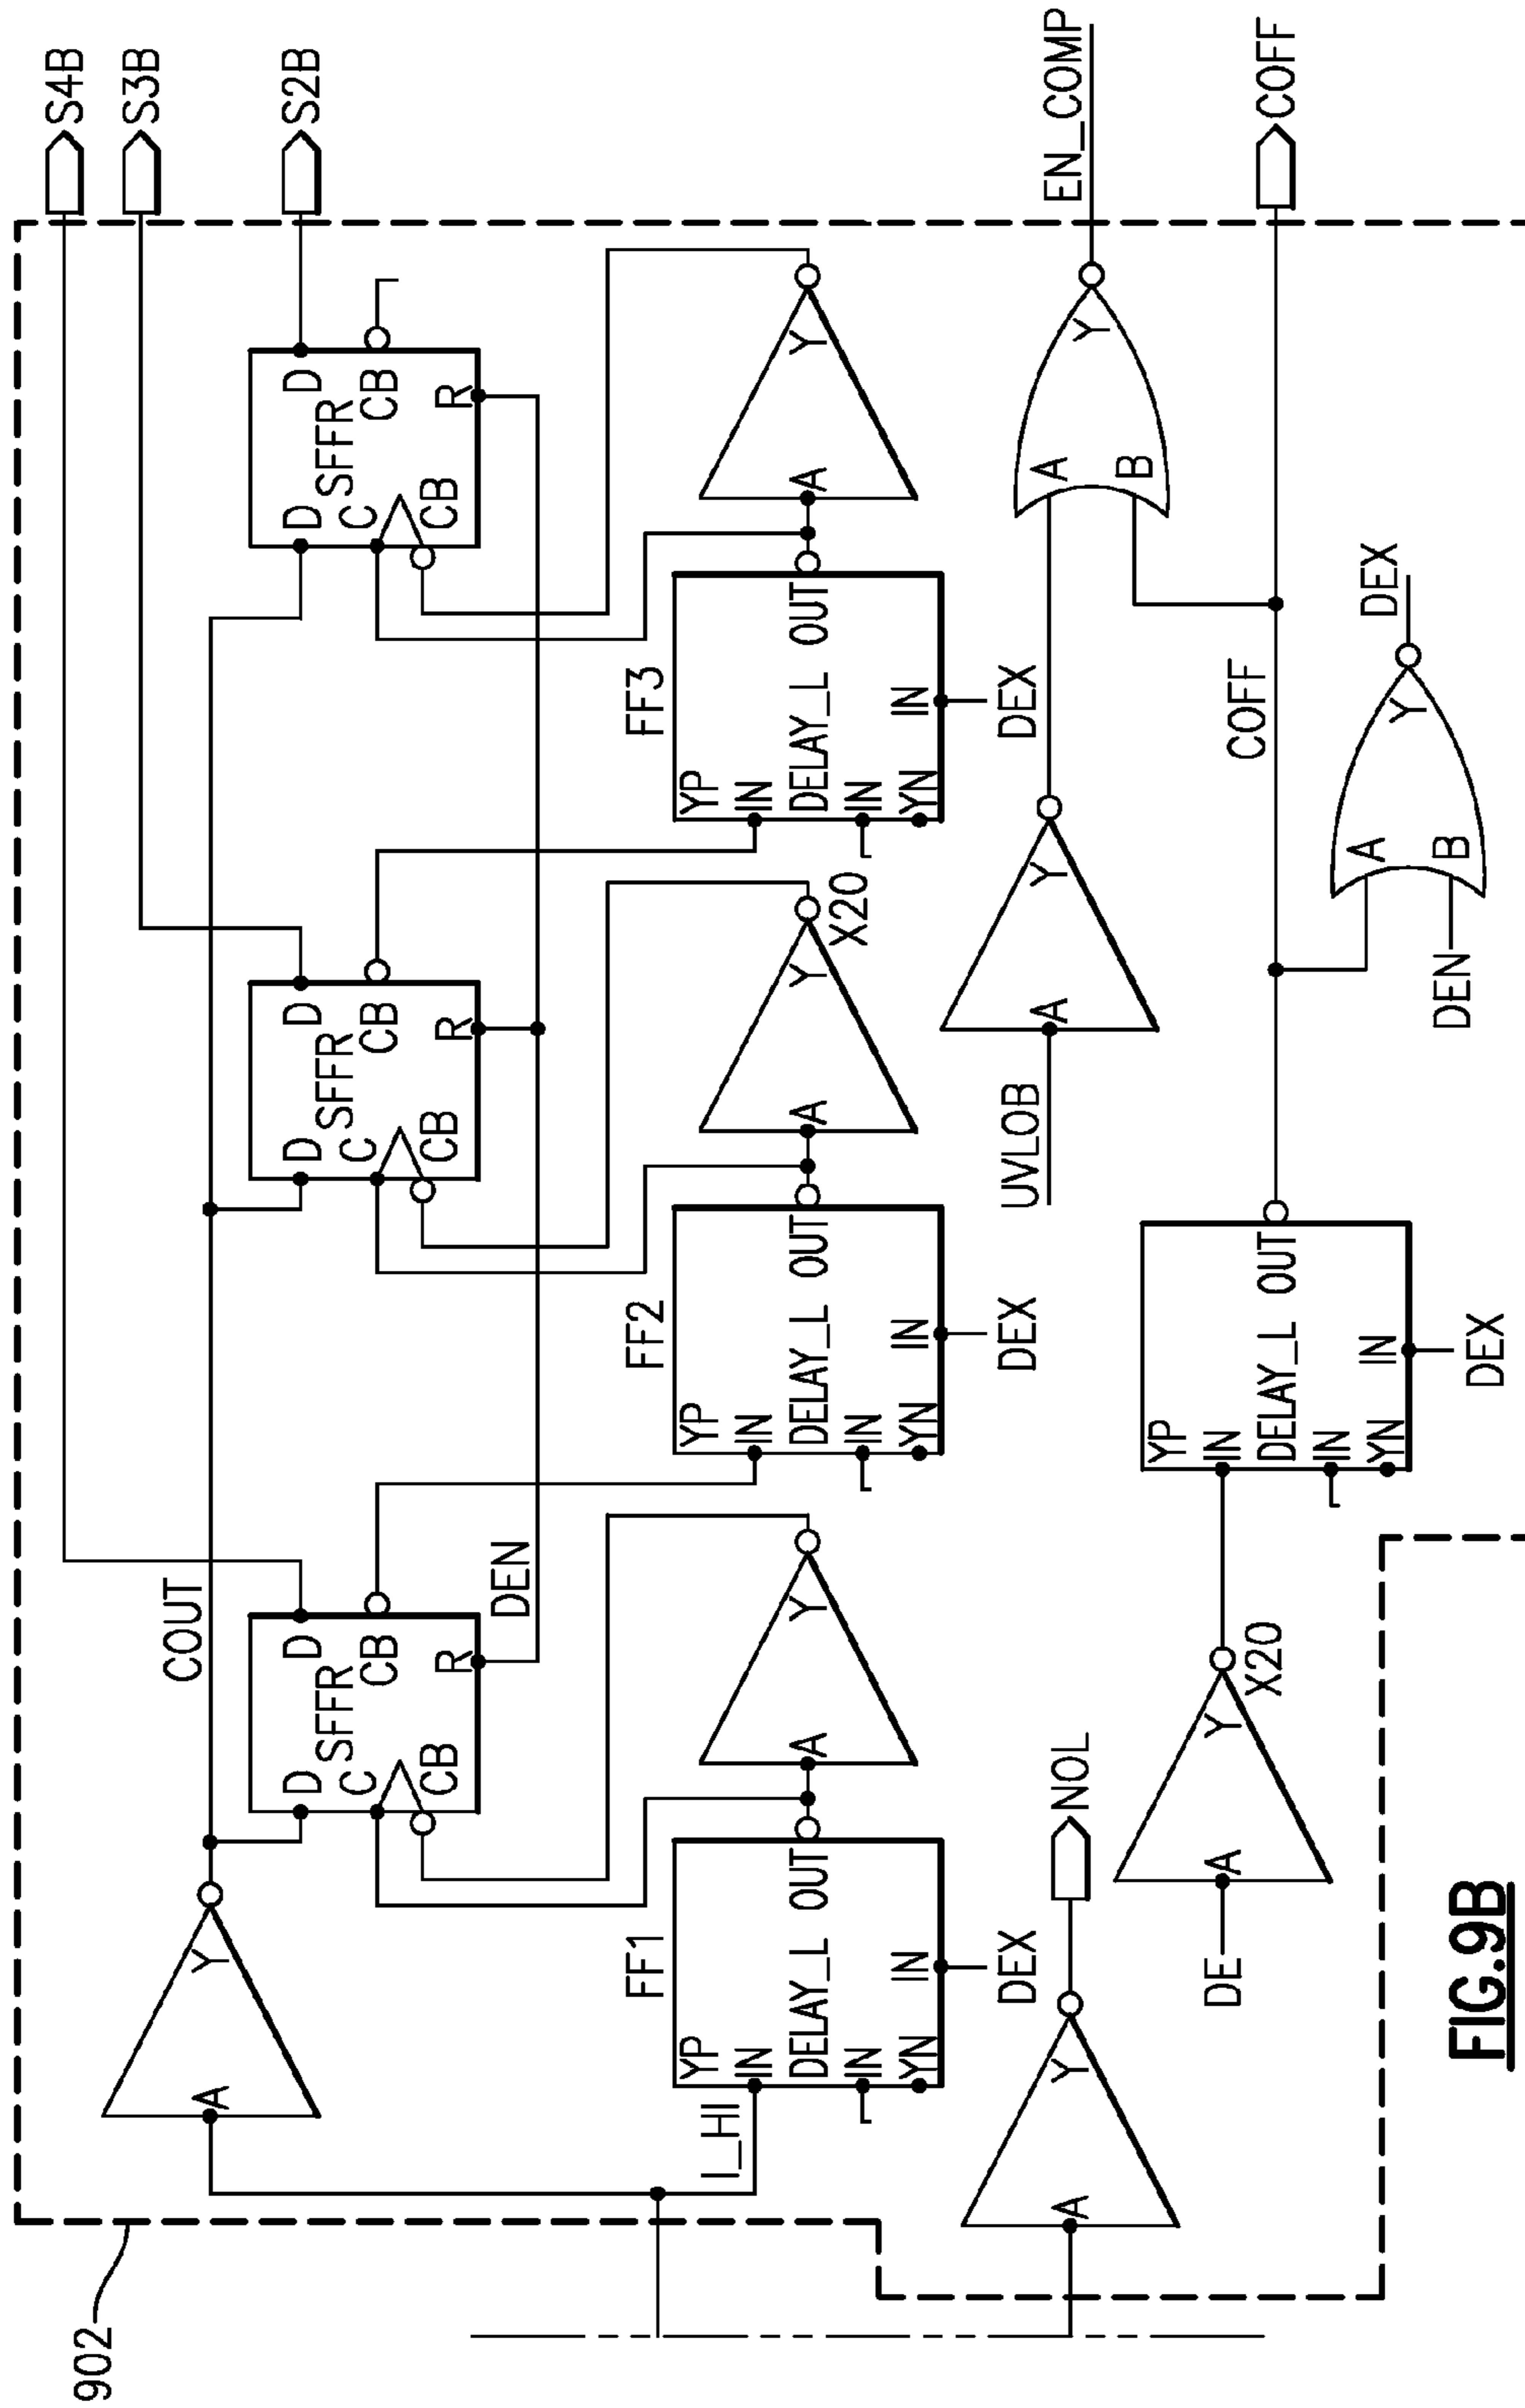 902
S4B
S3B
S2B
COUT
A
Y
D
D
SFFR
C
CB
CB
R
D
D
SFFR
C
CB
CB
R
D
D
SFFR
C
CB
CB
R
DEN
I_HI
FF1
YP
IN
DELAY_L OUT
IN
IN
YN
DEX
A
Y
FF2
YP
IN
DELAY_L OUT
IN
IN
YN
DEX
A
Y
X20
FF3
YP
IN
DELAY_L OUT
IN
IN
YN
DEX
A
Y
A
Y
NOL
UVLOB
A
Y
A
B
Y
EN_COMP
DE
A
Y
X20
YP
IN
DELAY_L OUT
IN
IN
YN
DEX
COFF
COFF
DEN
A
B
Y
DEX
FIG.9B